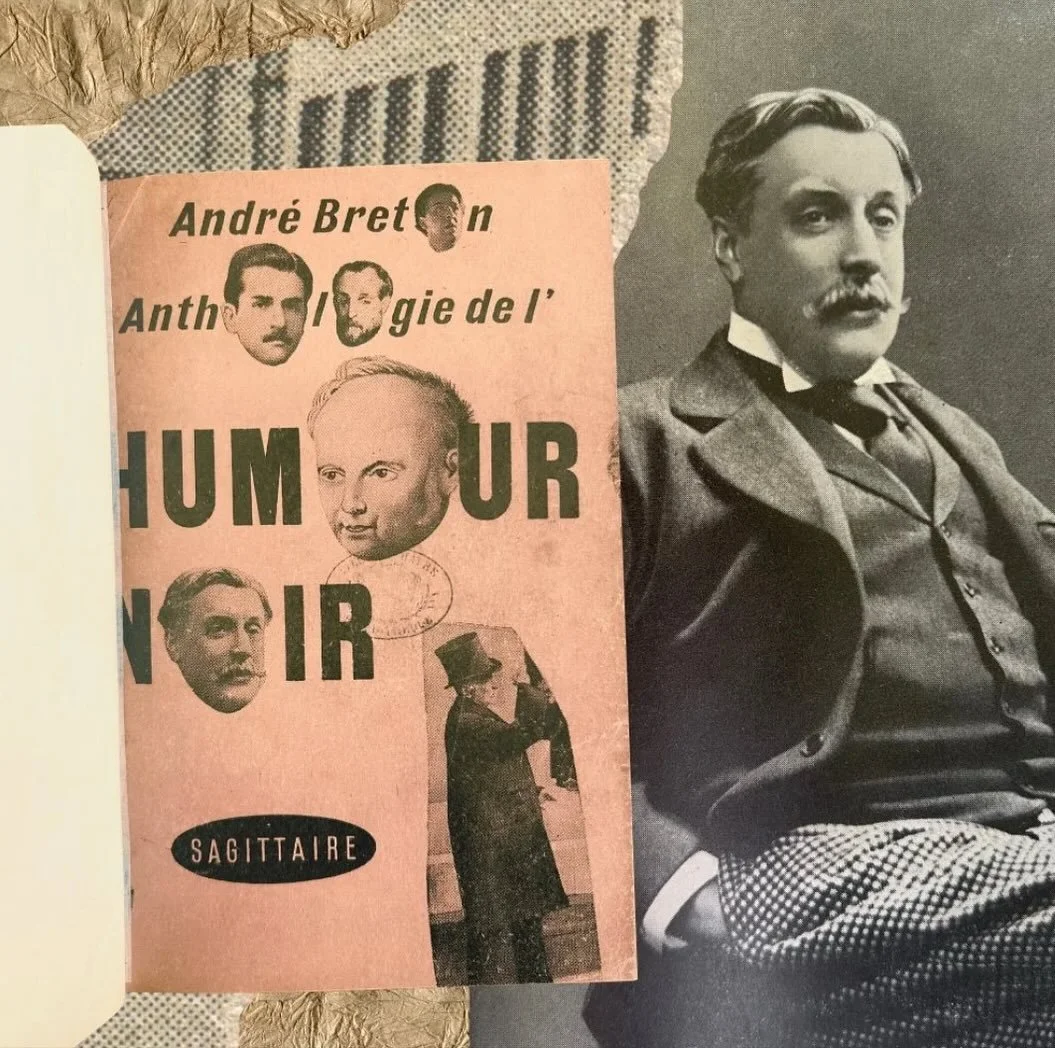 André Bret n
Anth l gie de l'
HUM UR
N IR
SAGITTAIRE